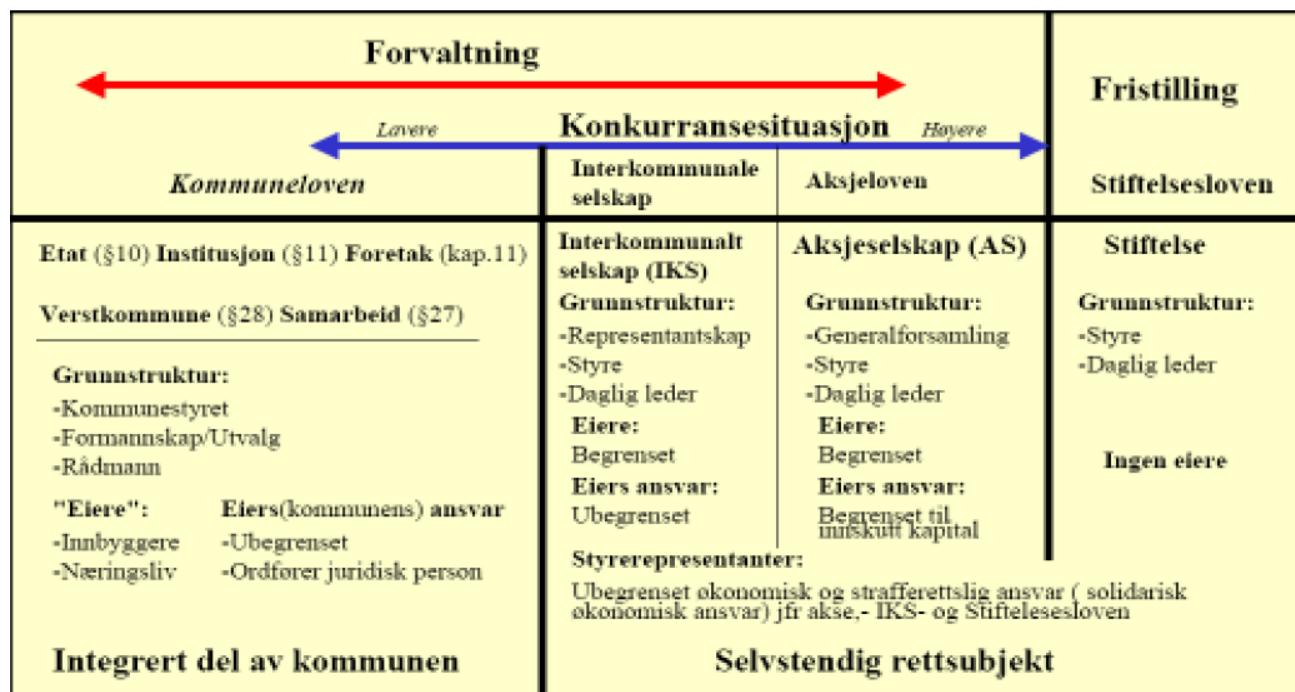 Forvaltning
Fristilling
Lavere Konkurransesituasjon Høyere
Kommuneloven
Interkommunale
selskap
Aksjeloven
Stiftelsesloven
Etat (§10) Institusjon (§11) Foretak (kap.11)
Verstkommune (§28) Samarbeid (§27)
Grunnstruktur:
-Kommunestyret
-Formannskap/Utvalg
-Rådmann
"Eiere":
-Innbyggere
-Næringsliv
Eiers(kommunens) ansvar
-Ubegrenset
-Ordfører juridisk person
Integrert del av kommunen
Interkommunalt
selskap (IKS)
Grunnstruktur:
-Representantskap
-Styre
-Daglig leder
Eiere:
Begrenset
Eiers ansvar:
Ubegrenset
Aksjeselskap (AS)
Grunnstruktur:
-Generalforsamling
-Styre
-Daglig leder
Eiere:
Begrenset
Eiers ansvar:
Begrenset til
innskutt kapital
Stiftelse
Grunnstruktur:
-Styre
-Daglig leder
Ingen eiere
Styrerepresentanter:
Ubegrenset økonomisk og strafferettslig ansvar ( solidarisk
økonomisk ansvar) jfr akse,- IKS- og Stiftelesesloven
Selvstendig rettsubjekt